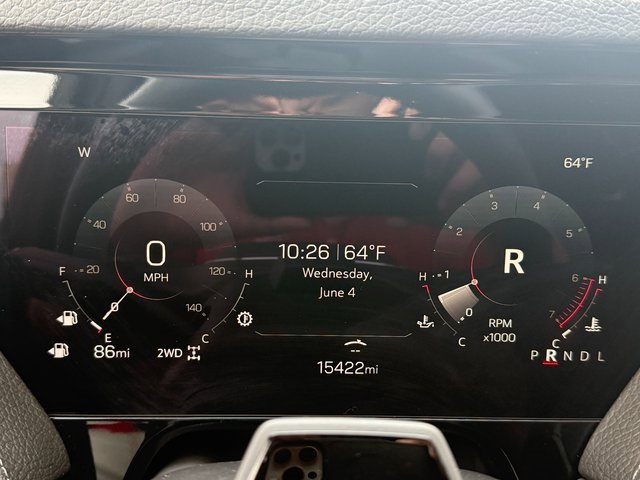 W
64°F
60
80
40
100
20
120
140
0
MPH
0
F
E
H
C
86mi
2WD
10:26 | 64°F
Wednesday,
June 4
15422mi
3
4
2
5
1
6
0
7
R
RPM
x1000
H
C
H
C
P R N D L